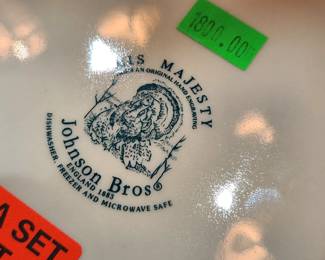 1800.00
HIS MAJESTY
AN ORIGINAL HAND ENGRAVING
Johnson Bros®
ENGLAND 1883
DISHWASHER, FREEZER AND MICROWAVE SAFE
A SET